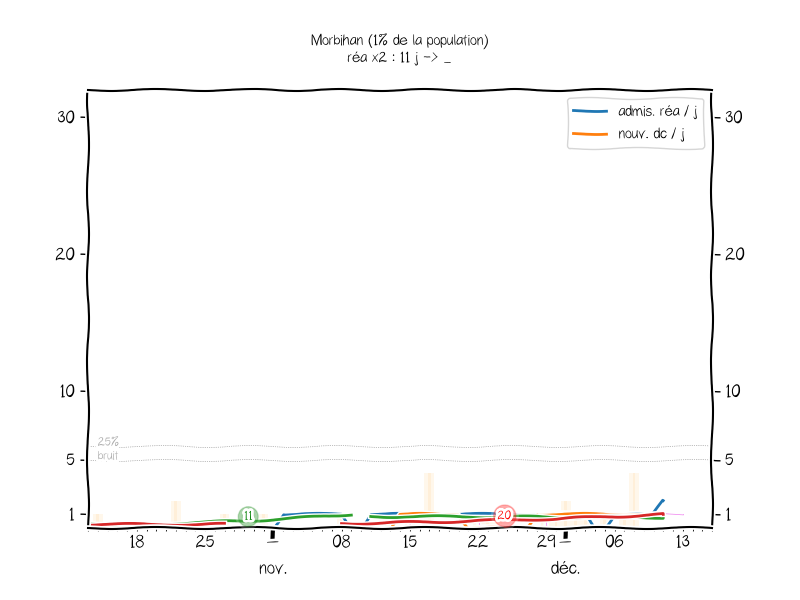 Morbihan (1% de la population)
réa x2 : 11 j -> _
admis. réa / j
nouv. dc / j
30 30
20 20
10 10
25%
bruit
5 5
11 20
1 1
18 25 08 15 22 29 06 13
nov. déc.